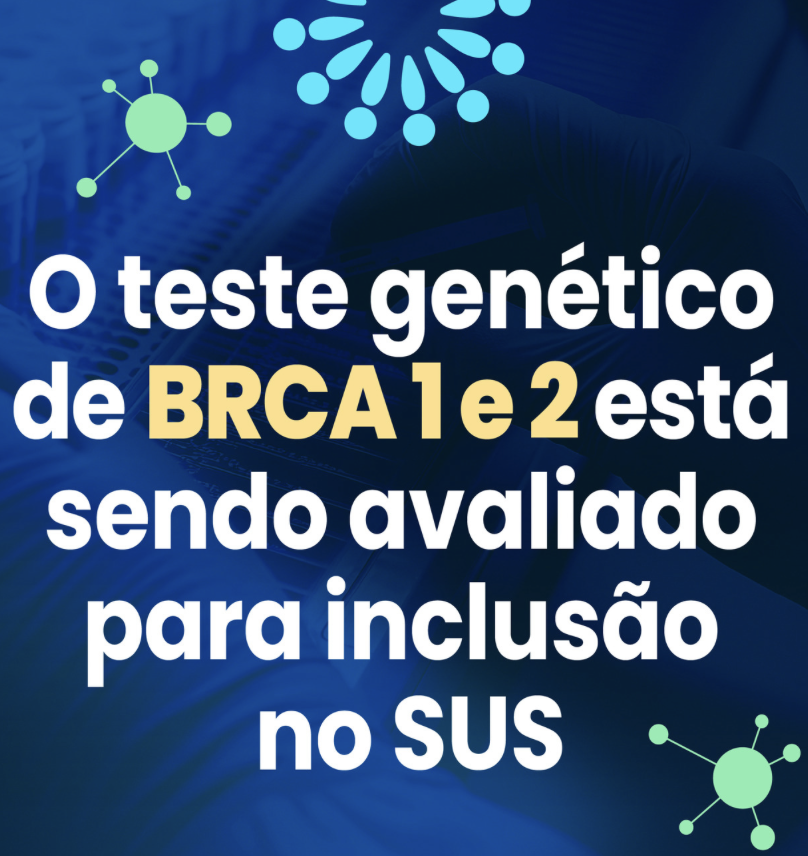 O teste genético
de BRCA 1 e 2 está
sendo avaliado
para inclusão
no SUS